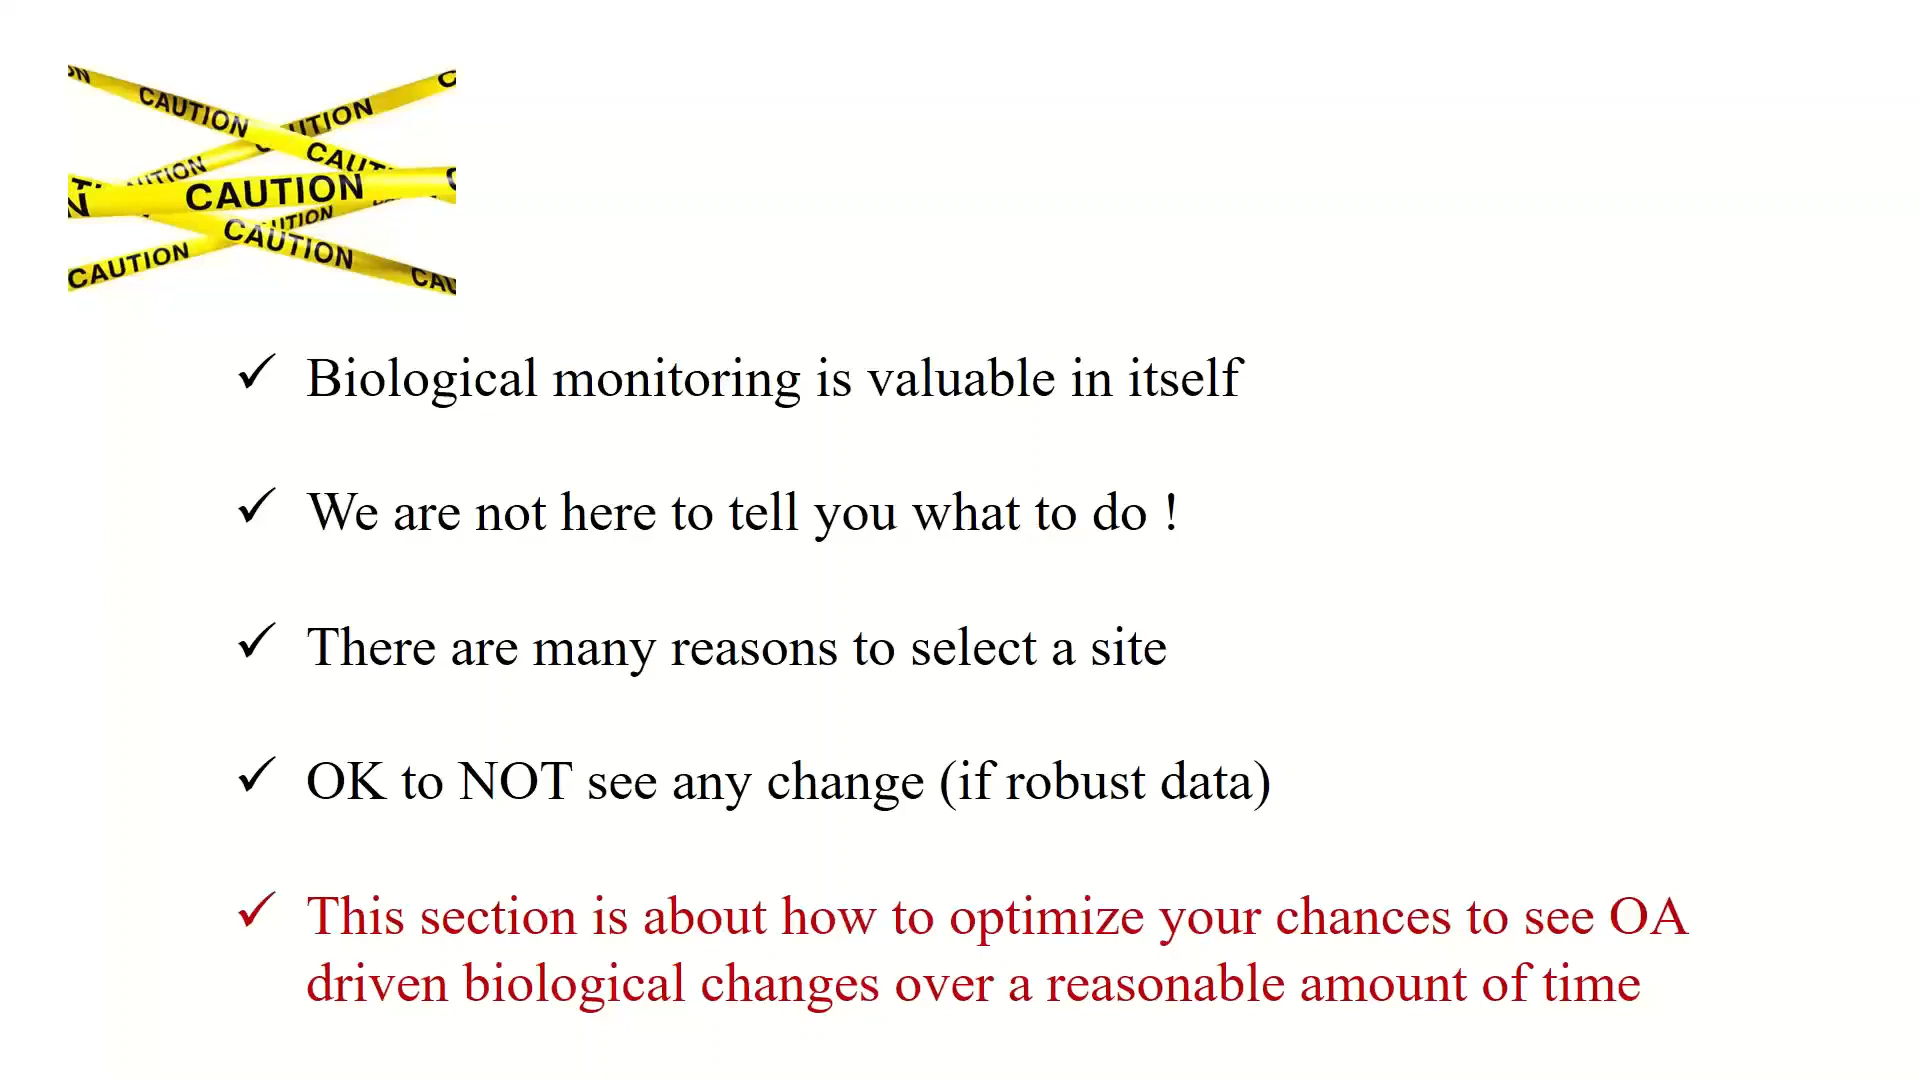 CAUTION
CAUTION
CAUTION
CAUTION
Biological monitoring is valuable in itself
We are not here to tell you what to do !
There are many reasons to select a site
OK to NOT see any change (if robust data)
This section is about how to optimize your chances to see OA
driven biological changes over a reasonable amount of time